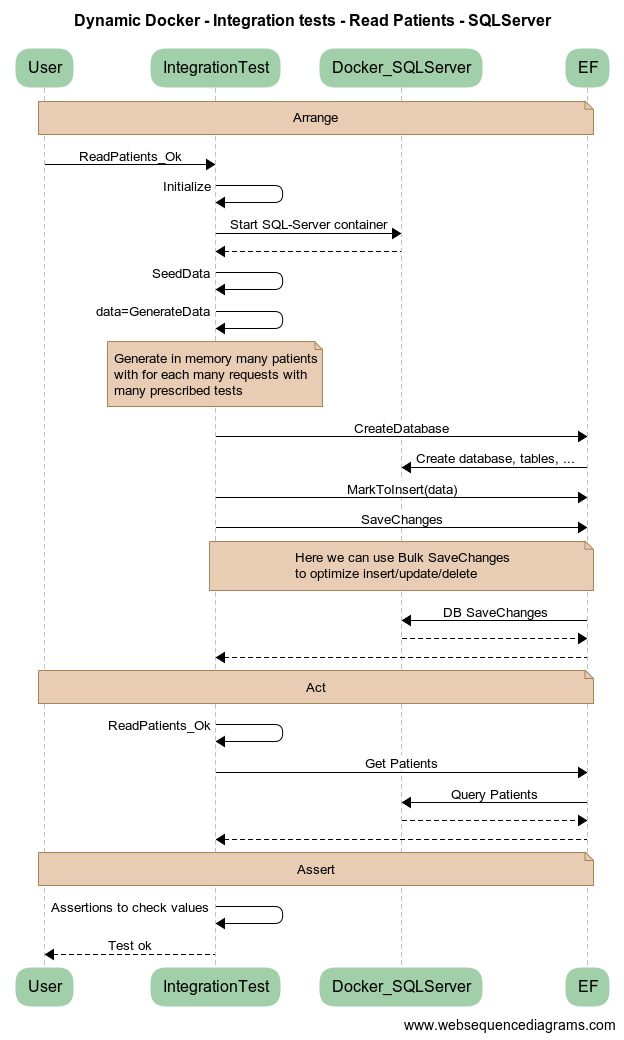 Dynamic Docker - Integration tests - Read Patients - SQLServer
User
IntegrationTest
Docker_SQLServer
EF
Arrange
ReadPatients_Ok
Initialize
Start SQL-Server container
SeedData
data=GenerateData
Generate in memory many patients
with for each many requests with
many prescribed tests
CreateDatabase
Create database, tables, ...
MarkToInsert(data)
SaveChanges
Here we can use Bulk SaveChanges
to optimize insert/update/delete
DB SaveChanges
Act
ReadPatients_Ok
Get Patients
Query Patients
Assert
Assertions to check values
Test ok
User
IntegrationTest
Docker_SQLServer
EF
www.websequencediagrams.com